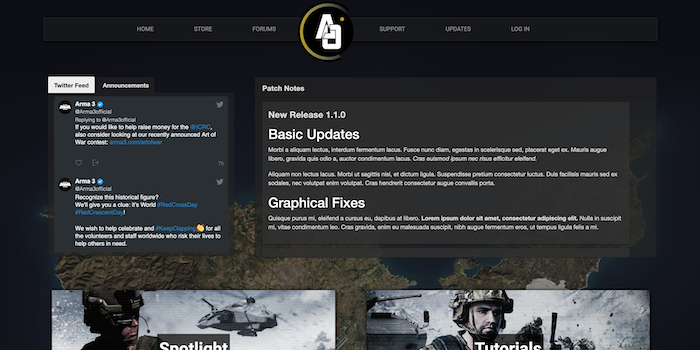 HOME STORE FORUMS SUPPORT UPDATES LOG IN
Twitter Feed Announcements
Arma 3
@Arma3official
Replying to @Arma3official
If you would like to help raise money for the @ICRC,
also consider looking at our recently announced Art of
War contest: arma3.com/artofwar
7h
Arma 3
@Arma3official
Recognize this historical figure?
We'll give you a clue: it's World #RedCrossDay
#RedCrescentDay!
We wish to help celebrate and #KeepClapping👏 for all
the volunteers and staff worldwide who risk their lives to
help others in need.
Patch Notes
New Release 1.1.0
Basic Updates
Morbi a aliquam lectus, interdum fermentum lacus. Fusce nunc diam, egestas in scelerisque sed, placerat eget ex. Mauris augue
libero, gravida quis odio a, auctor condimentum lacus. Cras euismod ipsum nec risus efficitur eleifend.
Aliquam non lectus lacus. Morbi ut sagittis nisi, et dictum ligula. Suspendisse pretium consectetur luctus. Duis facilisis mauris sed ex
sodales, nec volutpat enim volutpat. Cras hendrerit consectetur augue convallis porta.
Graphical Fixes
Quisque purus mi, eleifend a cursus eu, dapibus at libero. Lorem ipsum dolor sit amet, consectetur adipiscing elit. Nulla in suscipit
mi, vitae condimentum leo. Cras gravida, enim eu malesuada suscipit, nibh augue fermentum eros, ut tempus ligula felis a mi.
Spotlight
Tutorials